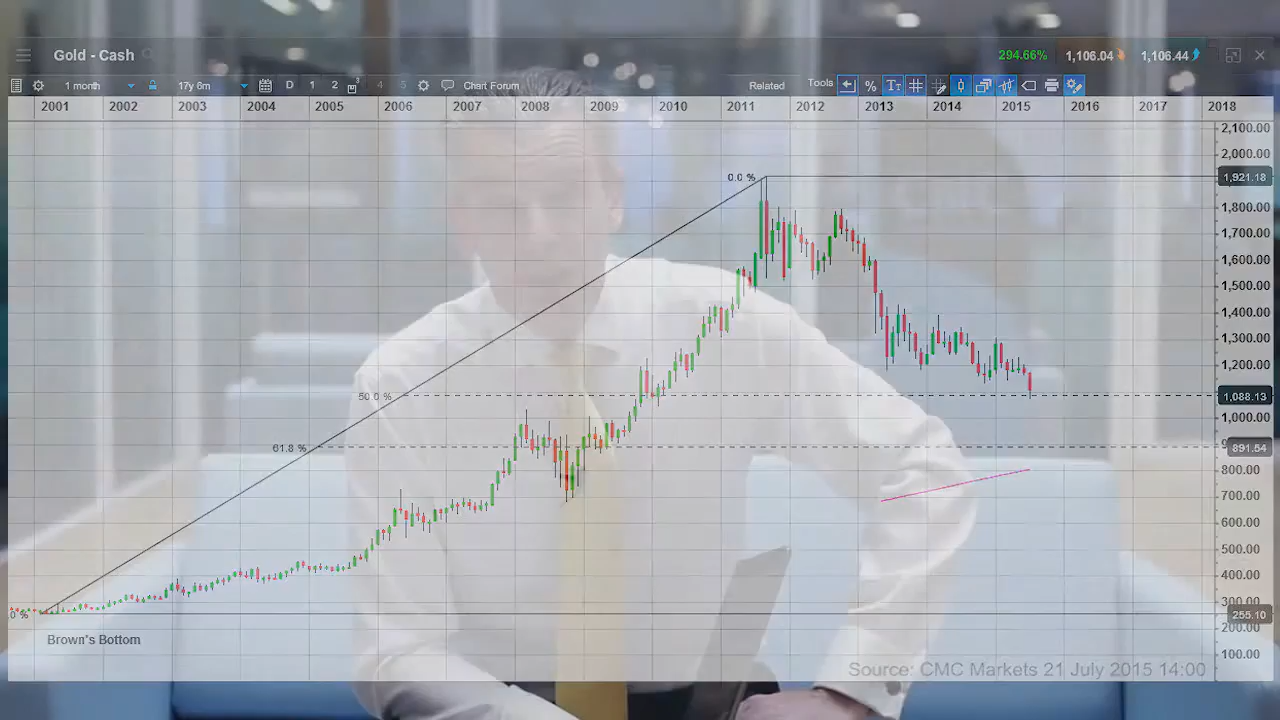 Gold - Cash 294.66% 1,106.04 1,106.44
1 month 17y 6m D 1 2 3 4 5 Chart Forum Related Tools %
2001 2002 2003 2004 2005 2006 2007 2008 2009 2010 2011 2012 2013 2014 2015 2016 2017 2018
2,100.00
2,000.00
0.0 % 1,921.18
1,800.00
1,700.00
1,600.00
1,500.00
1,400.00
1,300.00
1,200.00
50.0 % 1,088.13
1,000.00
61.8 % 891.54
800.00
700.00
600.00
500.00
400.00
300.00
.0 % 255.10
200.00
Brown's Bottom
100.00
Source: CMC Markets 21 July 2015 14:00